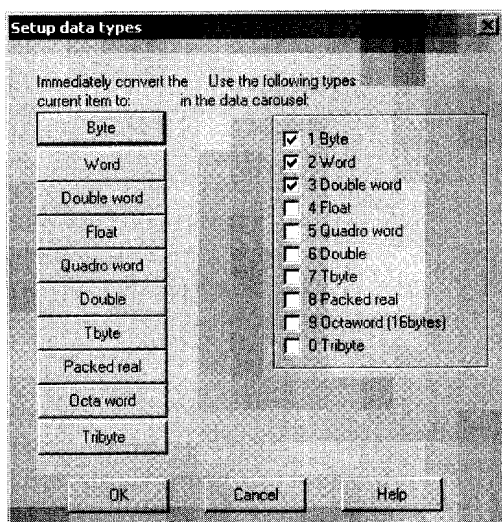 Setup data types
Immediately convert the current item to:
Use the following types in the data carousel:
Byte
Word
Double word
Float
Quadro word
Double
Tbyte
Packed real
Octa word
Tribyte
1 Byte
2 Word
3 Double word
4 Float
5 Quadro word
6 Double
7 Tbyte
8 Packed real
9 Octaword (16bytes)
0 Tribyte
OK
Cancel
Help